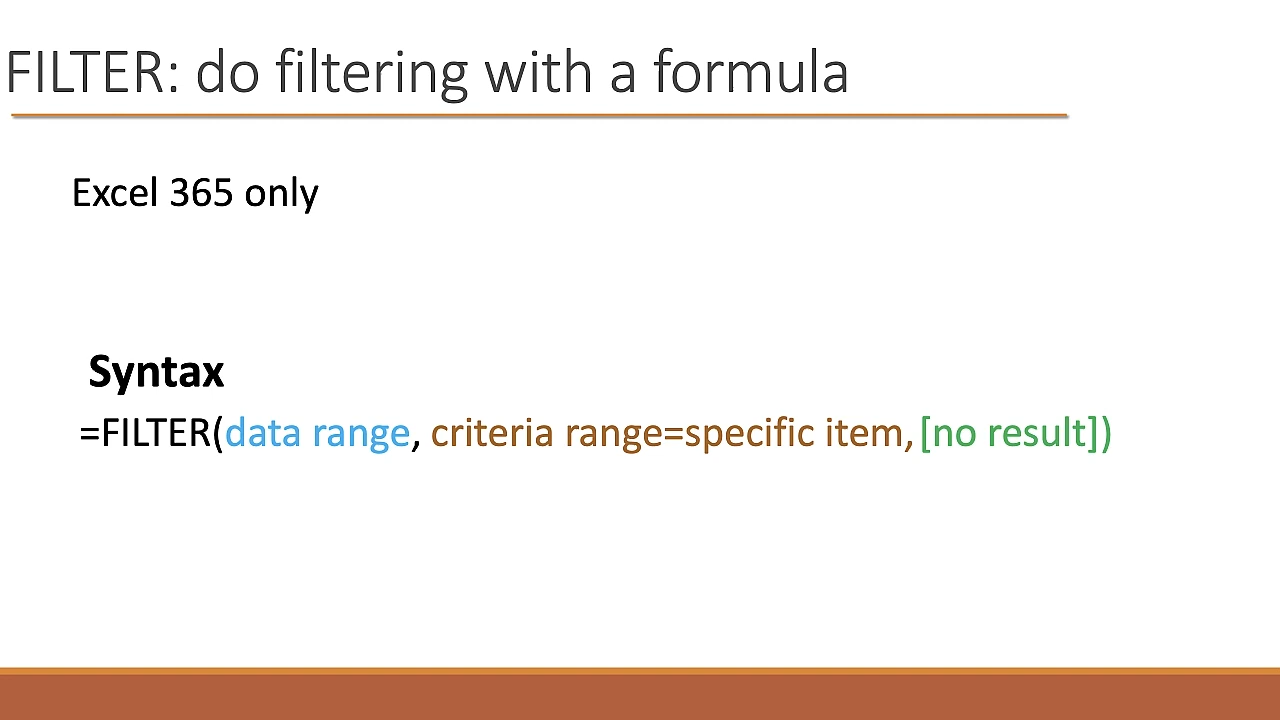 FILTER: do filtering with a formula
Excel 365 only
Syntax
=FILTER(data range, criteria range=specific item, [no result])